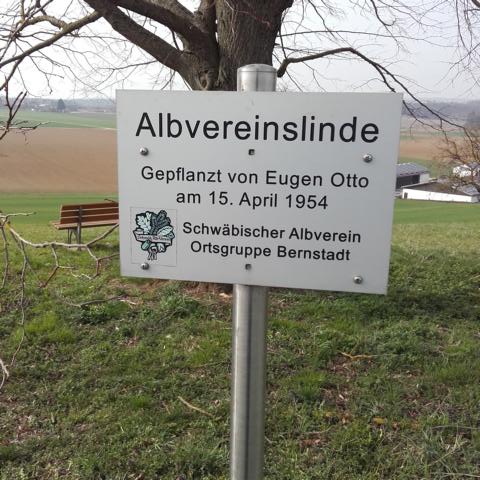 Albvereinslinde
Gepflanzt von Eugen Otto
am 15. April 1954
Schwäbischer Albverein
Ortsgruppe Bernstadt